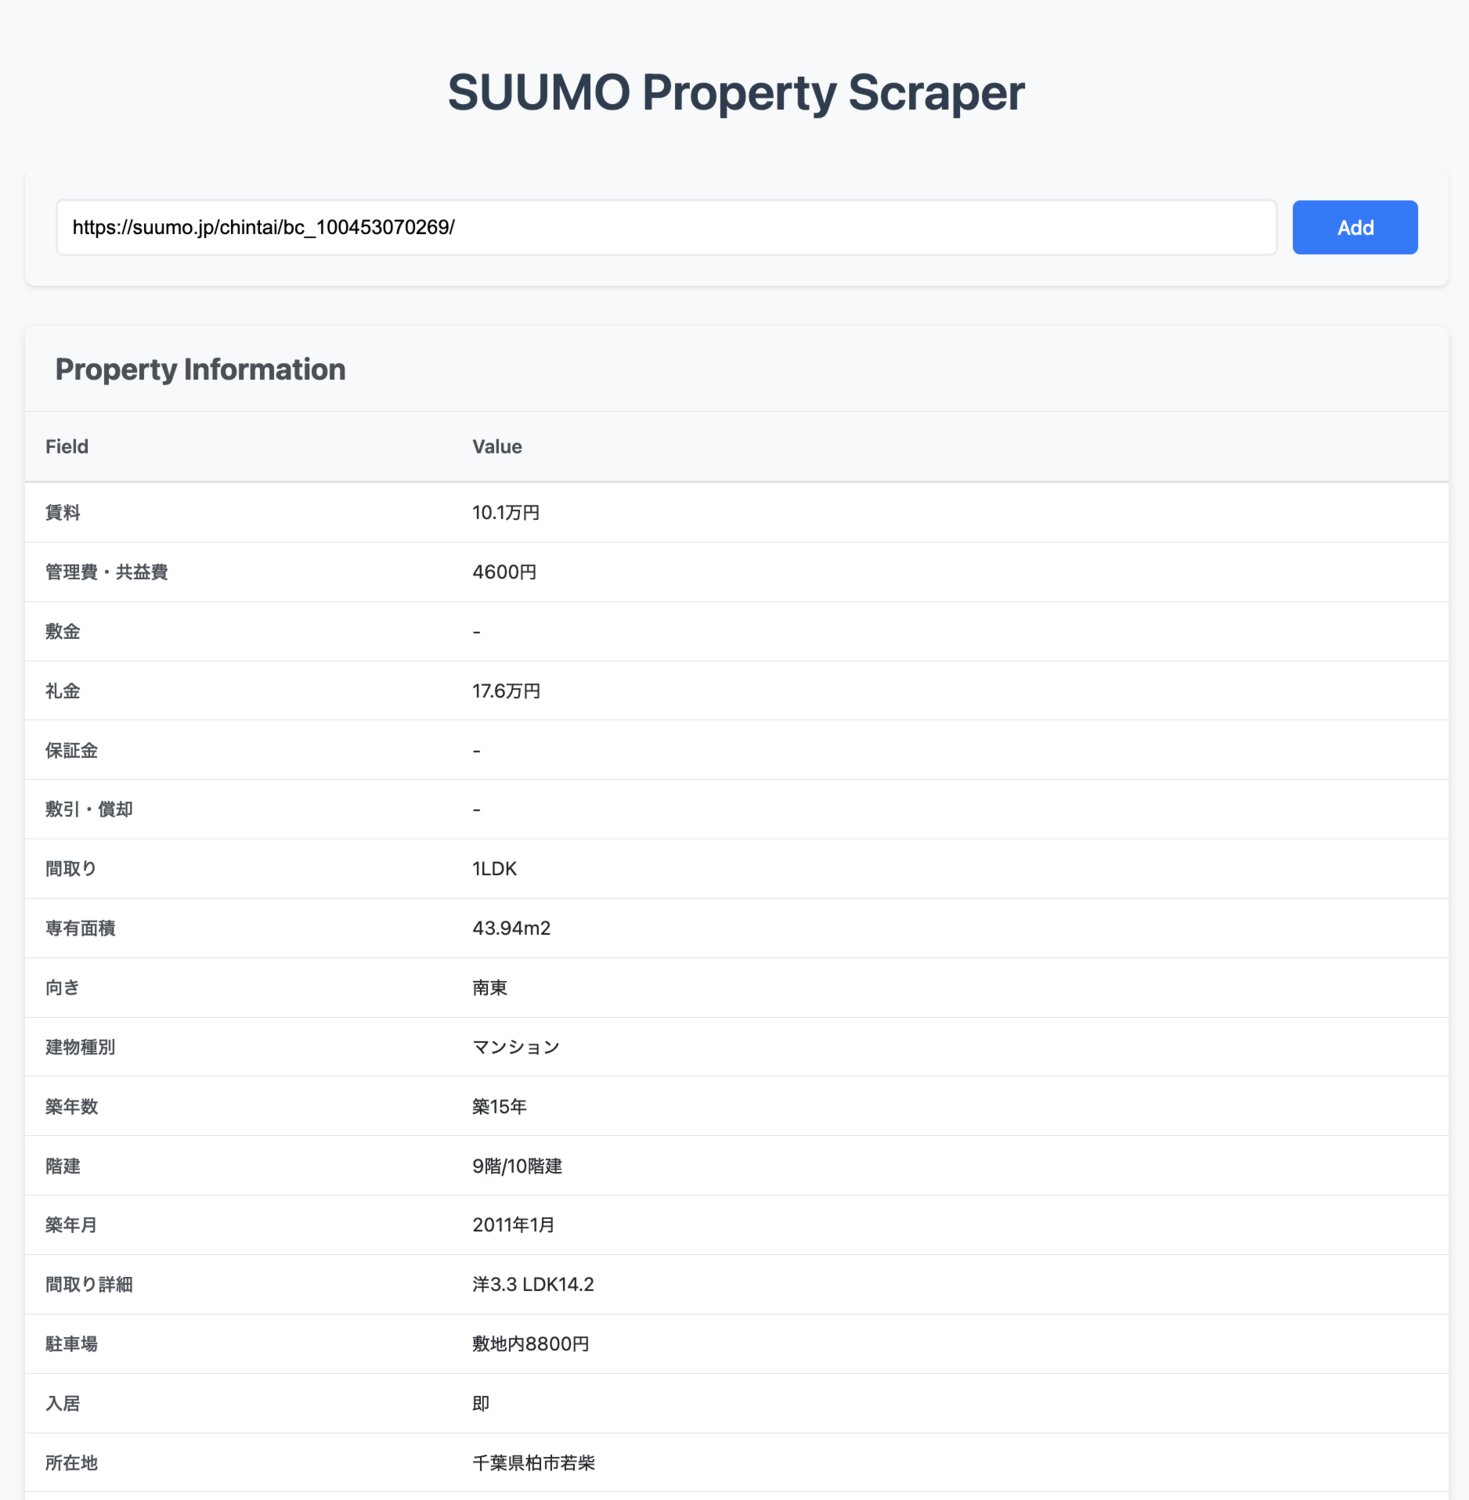 SUUMO Property Scraper
https://suumo.jp/chintai/bc_100453070269/
Add
Property Information
Field Value
賃料 10.1万円
管理費・共益費 4600円
敷金 -
礼金 17.6万円
保証金 -
敷引・償却 -
間取り 1LDK
専有面積 43.94m2
向き 南東
建物種別 マンション
築年数 築15年
階建 9階/10階建
築年月 2011年1月
間取り詳細 洋3.3 LDK14.2
駐車場 敷地内8800円
入居 即
所在地 千葉県柏市若柴